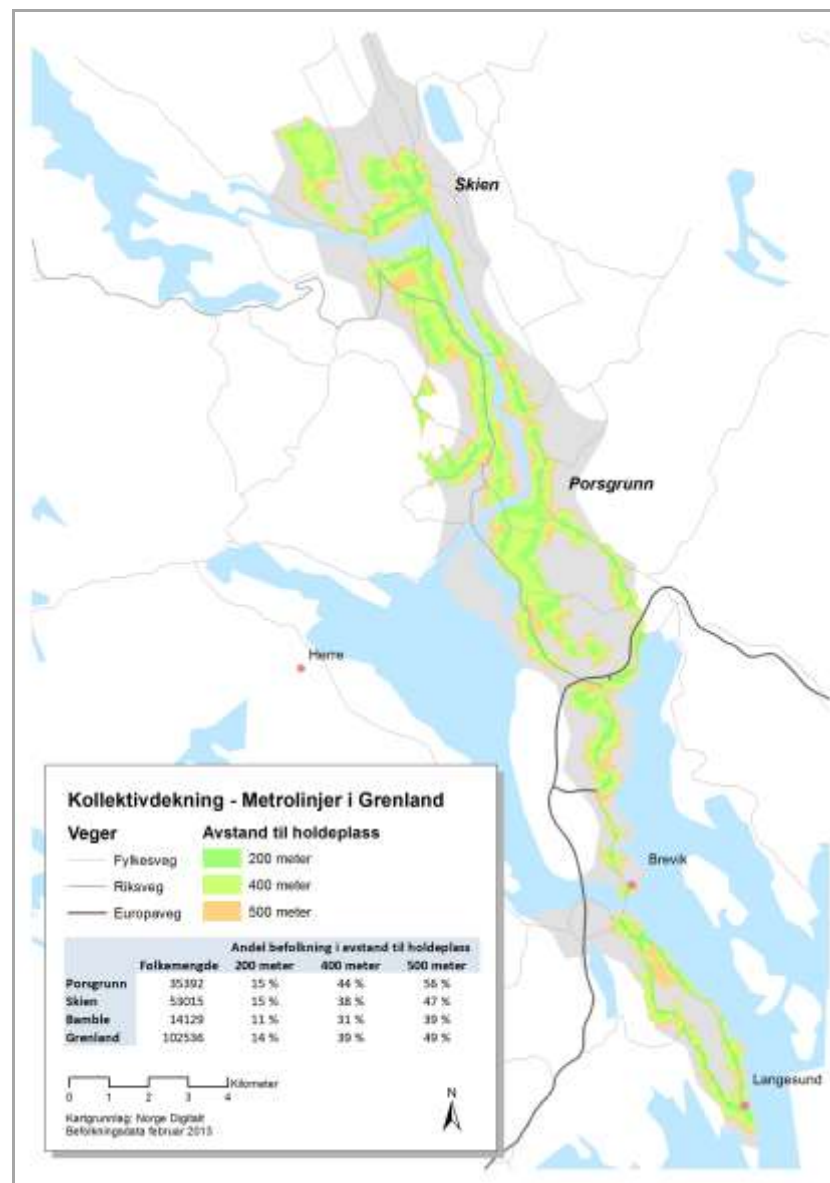 Skien
Porsgrunn
Herre
Brevik
Langesund
Kollektivdekning - Metrolinjer i Grenland
Veger
Fylkesveg
Riksveg
Europaveg
Avstand til holdeplass
200 meter
400 meter
500 meter
Andel befolkning i avstand til holdeplass
Folkemengde 200 meter 400 meter 500 meter
Porsgrunn 35392 15 % 44 % 56 %
Skien 53015 15 % 38 % 47 %
Bamble 14129 11 % 31 % 39 %
Grenland 102536 14 % 39 % 49 %
Kilometer
0 1 2 3 4
Kartgrunnlag: Norge Digitalt
Befolkningsdata februar 2013
N